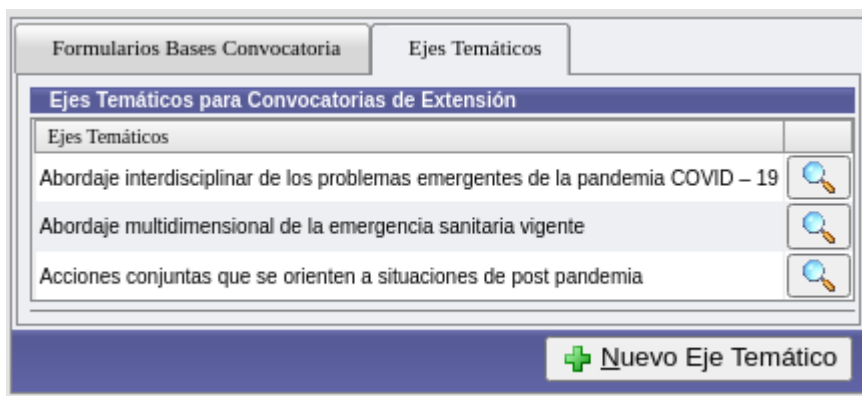 Formularios Bases Convocatoria
Ejes Temáticos
Ejes Temáticos para Convocatorias de Extensión
Ejes Temáticos
Abordaje interdisciplinar de los problemas emergentes de la pandemia COVID – 19
Abordaje multidimensional de la emergencia sanitaria vigente
Acciones conjuntas que se orienten a situaciones de post pandemia
Nuevo Eje Temático